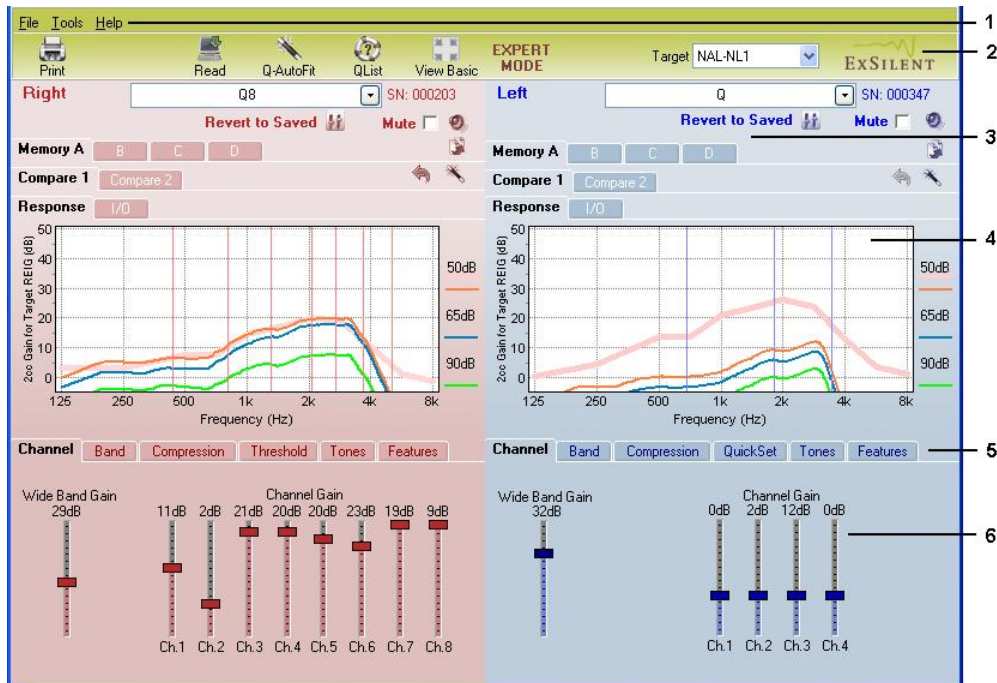 File Tools Help
1
Print Read Q-AutoFit QList View Basic EXPERT MODE Target NAL-NL1 EXSILENT
2
Right Q8 SN: 000203
Left Q SN: 000347
Revert to Saved Mute
Revert to Saved Mute
3
Memory A B C D
Memory A B C D
Compare 1 Compare 2
Compare 1 Compare 2
Response I/O
Response I/O
2cc Gain for Target REIG (dB)
50
40
30
20
10
0
125 250 500 1k 2k 4k 8k
Frequency (Hz)
50dB
65dB
90dB
2cc Gain for Target REIG (dB)
50
40
30
20
10
0
125 250 500 1k 2k 4k 8k
Frequency (Hz)
50dB
65dB
90dB
4
Channel Band Compression Threshold Tones Features
Channel Band Compression QuickSet Tones Features
5
Wide Band Gain
29dB
Channel Gain
11dB 2dB 21dB 20dB 20dB 23dB 19dB 9dB
Ch.1 Ch.2 Ch.3 Ch.4 Ch.5 Ch.6 Ch.7 Ch.8
Wide Band Gain
32dB
Channel Gain
0dB 2dB 12dB 0dB
Ch.1 Ch.2 Ch.3 Ch.4
6